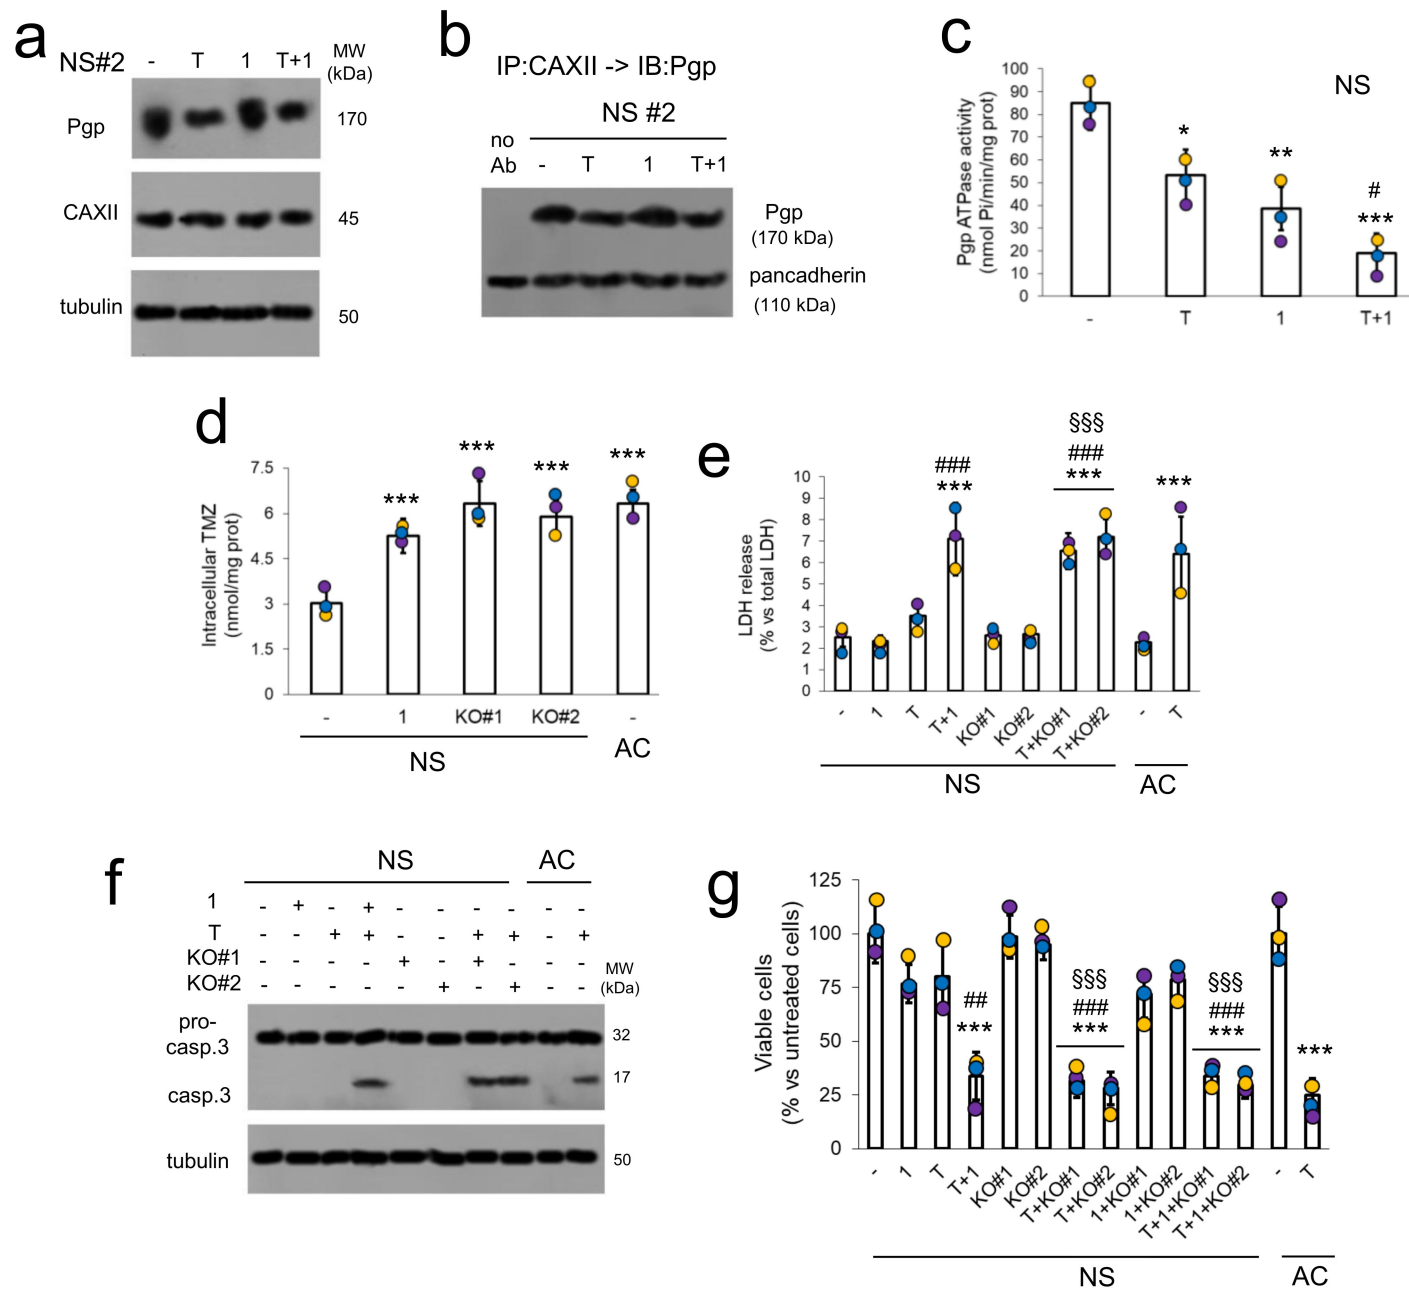 a
NS#2 - T 1 T+1 MW
(kDa)
Pgp 170
CAXII 45
tubulin 50
b
IP:CAXII -> IB:Pgp
NS #2
no
Ab - T 1 T+1
Pgp
(170 kDa)
pancadherin
(110 kDa)
c
NS
Pgp ATPase activity
(nmol Pi/min/mg prot)
100
90
80
70
60
50
40
30
20
10
0
*
**
#
***
- T 1 T+1
d
Intracellular TMZ
(nmol/mg prot)
7.5
6
4.5
3
1.5
0
*** *** *** ***
- 1 KO#1 KO#2 -
NS AC
e
LDH release
(% vs total LDH)
10
9
8
7
6
5
4
3
2
1
0
§§§
### ###
*** *** ***
- 1 T T+1 KO#1 KO#2 T+KO#1 T+KO#2 - T
NS AC
f
NS AC
1 - + - + - - - - - -
T - - + + - - + + - +
KO#1 - - - - + - + - - -
KO#2 - - - - - + - + - -
MW
(kDa)
pro-
casp.3 32
casp.3 17
tubulin 50
g
Viable cells
(% vs untreated cells)
125
100
75
50
25
0
§§§ §§§
## ### ###
*** *** *** ***
- 1 T T+1 KO#1 KO#2 T+KO#1 T+KO#2 1+KO#1 1+KO#2 T+1+KO#1 T+1+KO#2 - T
NS AC